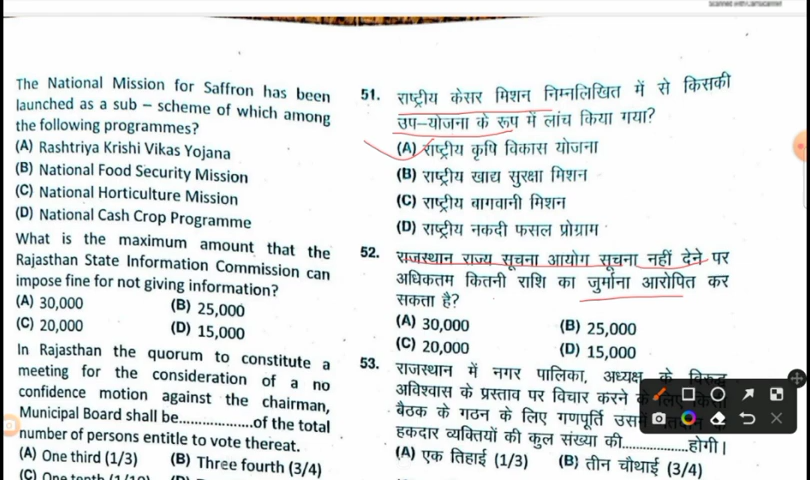 Scanned with CamScanner
The National Mission for Saffron has been
launched as a sub – scheme of which among
the following programmes?
(A) Rashtriya Krishi Vikas Yojana
(B) National Food Security Mission
(C) National Horticulture Mission
(D) National Cash Crop Programme
What is the maximum amount that the
Rajasthan State Information Commission can
impose fine for not giving information?
(A) 30,000 (B) 25,000
(C) 20,000 (D) 15,000
In Rajasthan the quorum to constitute a
meeting for the consideration of a no
confidence motion against the chairman,
Municipal Board shall be..................of the total
number of persons entitle to vote thereat.
(A) One third (1/3) (B) Three fourth (3/4)
(C) One tenth (1/10)
51. राष्ट्रीय केसर मिशन निम्नलिखित में से किसकी
उप–योजना के रूप में लांच किया गया?
(A) राष्ट्रीय कृषि विकास योजना
(B) राष्ट्रीय खाद्य सुरक्षा मिशन
(C) राष्ट्रीय बागवानी मिशन
(D) राष्ट्रीय नकदी फसल प्रोग्राम
52. राजस्थान राज्य सूचना आयोग सूचना नहीं देने पर
अधिकतम कितनी राशि का जुर्माना आरोपित कर
सकता है?
(A) 30,000 (B) 25,000
(C) 20,000 (D) 15,000
53. राजस्थान में नगर पालिका, अध्यक्ष के विरुद्ध
अविश्वास के प्रस्ताव पर विचार करने के
बैठक के गठन के लिए गणपूर्ति उसमें
हकदार व्यक्तियों की कुल संख्या की..................होगी।
(A) एक तिहाई (1/3) (B) तीन चौथाई (3/4)